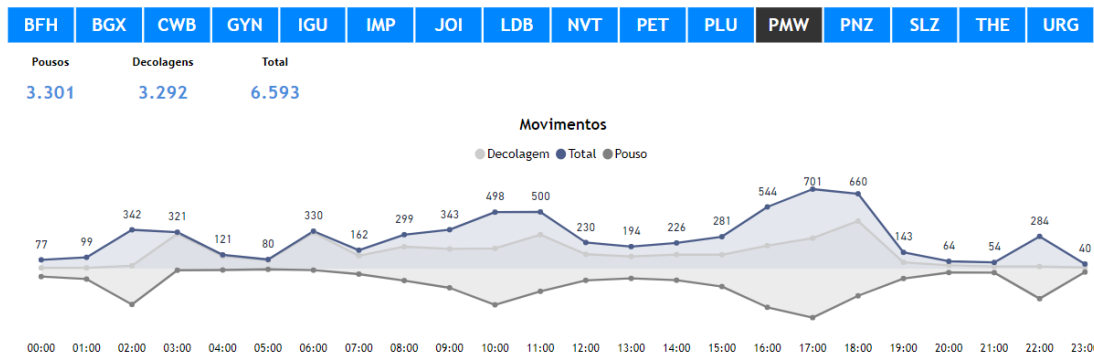 BFH BGX CWB GYN IGU IMP JOI LDB NVT PET PLU PMW PNZ SLZ THE URG
Pousos Decolagens Total
3.301 3.292 6.593
Movimentos
Decolagem Total Pouso
77 99 342 321 121 80 330 162 299 343 498 500 230 194 226 281 544 701 660 143 64 54 284 40
00:00 01:00 02:00 03:00 04:00 05:00 06:00 07:00 08:00 09:00 10:00 11:00 12:00 13:00 14:00 15:00 16:00 17:00 18:00 19:00 20:00 21:00 22:00 23:00